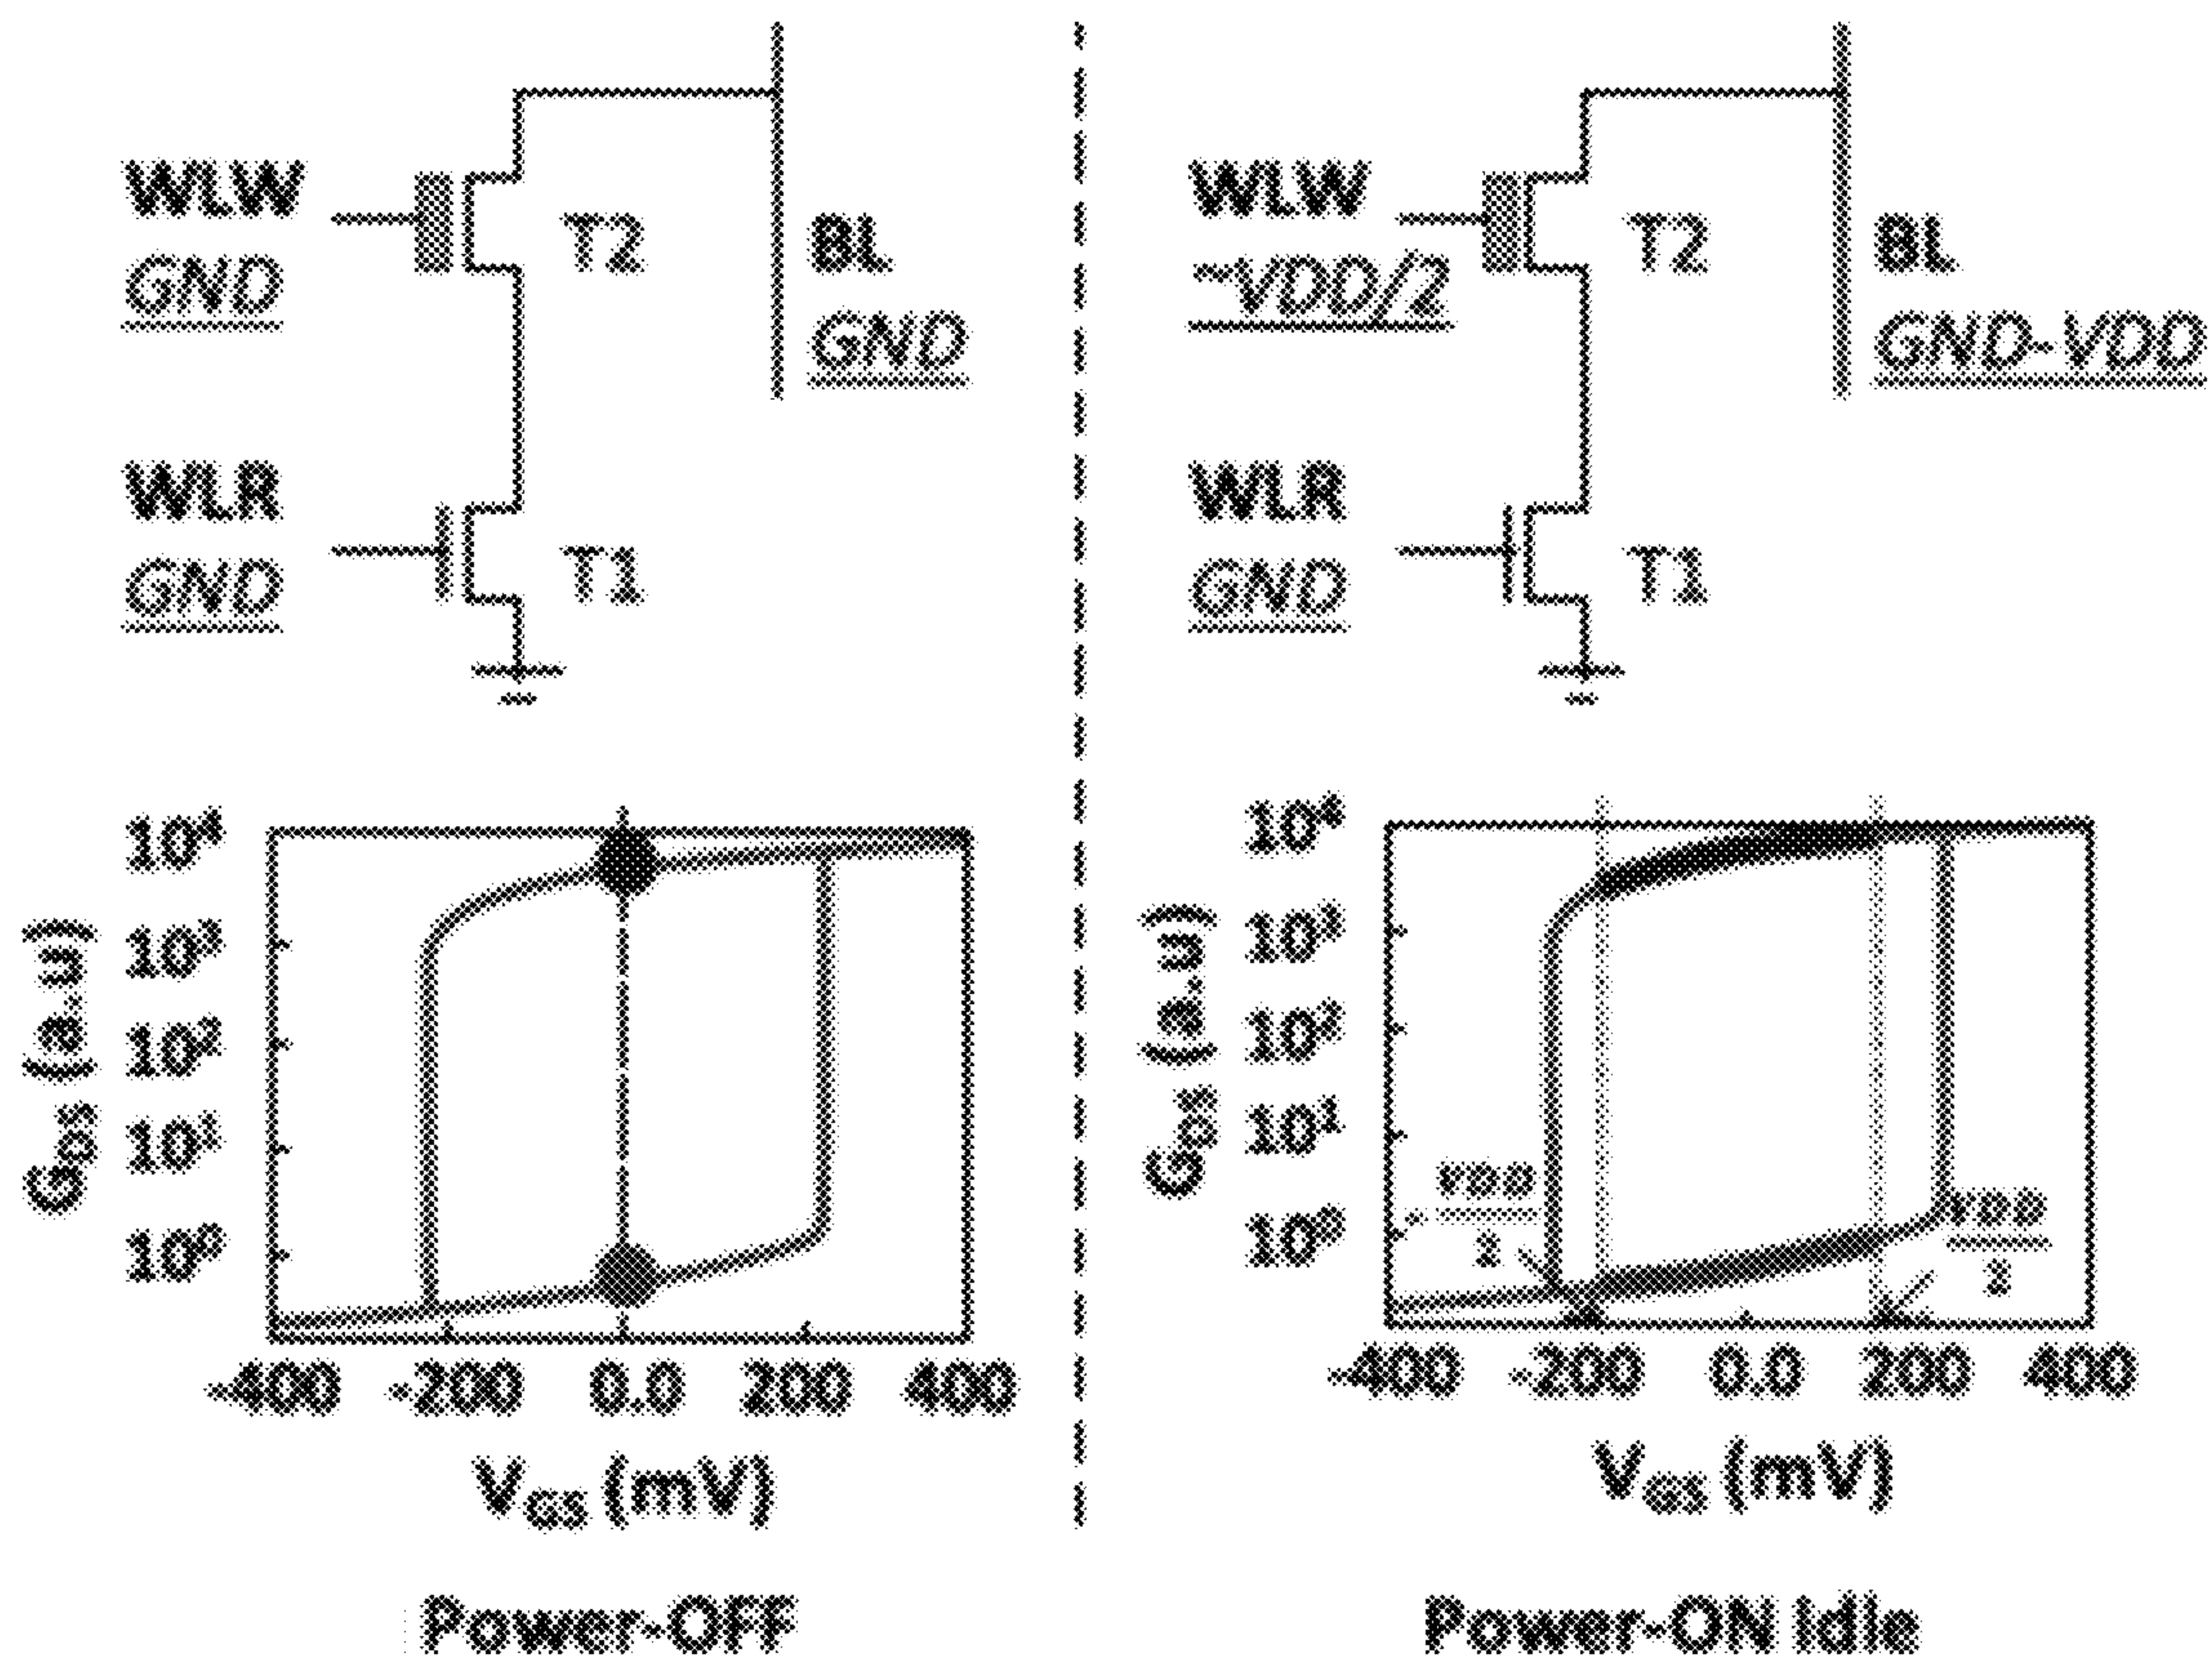 WLW
GND
T2
BL
GND
WLR
GND
T1
WLW
~VDD/2
T2
BL
GND-VDD
WLR
GND
T1
G_DS (a.u)
10⁴
10³
10²
10¹
10⁰
-400 -200 0.0 200 400
V_GS (mV)
Power-OFF
G_DS (a.u)
10⁴
10³
10²
10¹
10⁰
- VDD
2
VDD
2
-400 -200 0.0 200 400
V_GS (mV)
Power-ON Idle